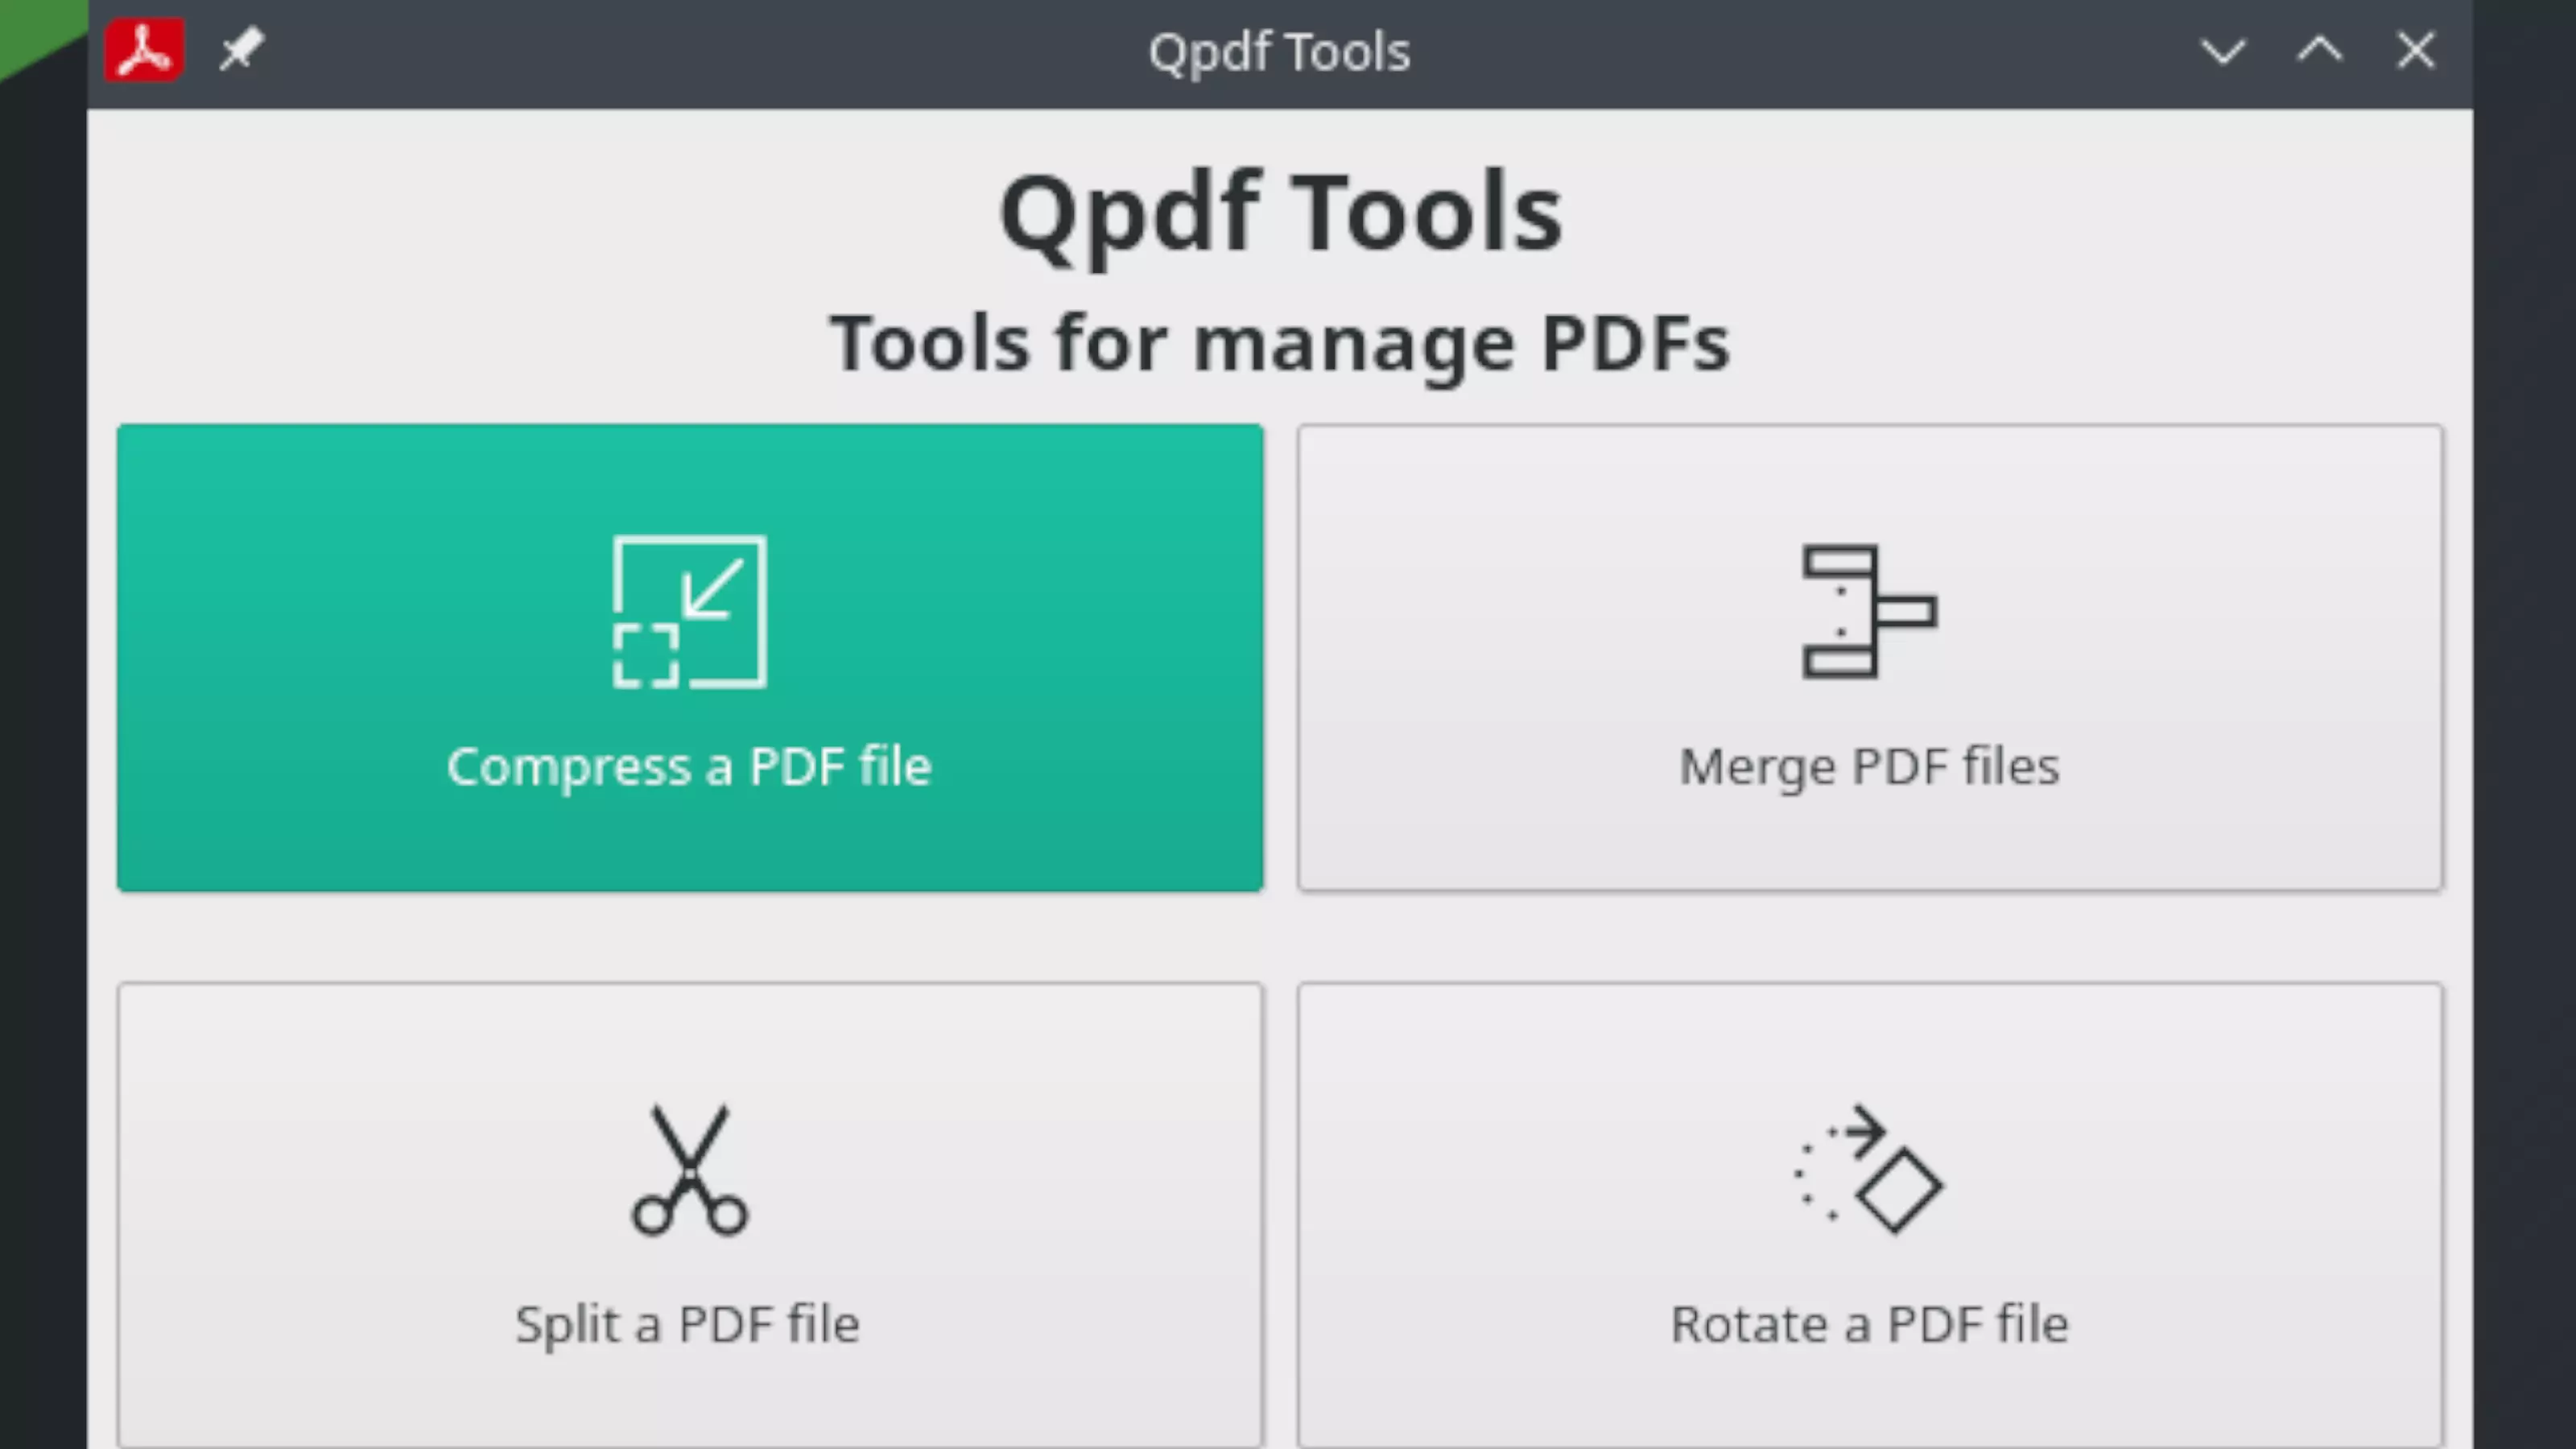 Qpdf Tools
Qpdf Tools
Tools for manage PDFs
Compress a PDF file
Merge PDF files
Split a PDF file
Rotate a PDF file